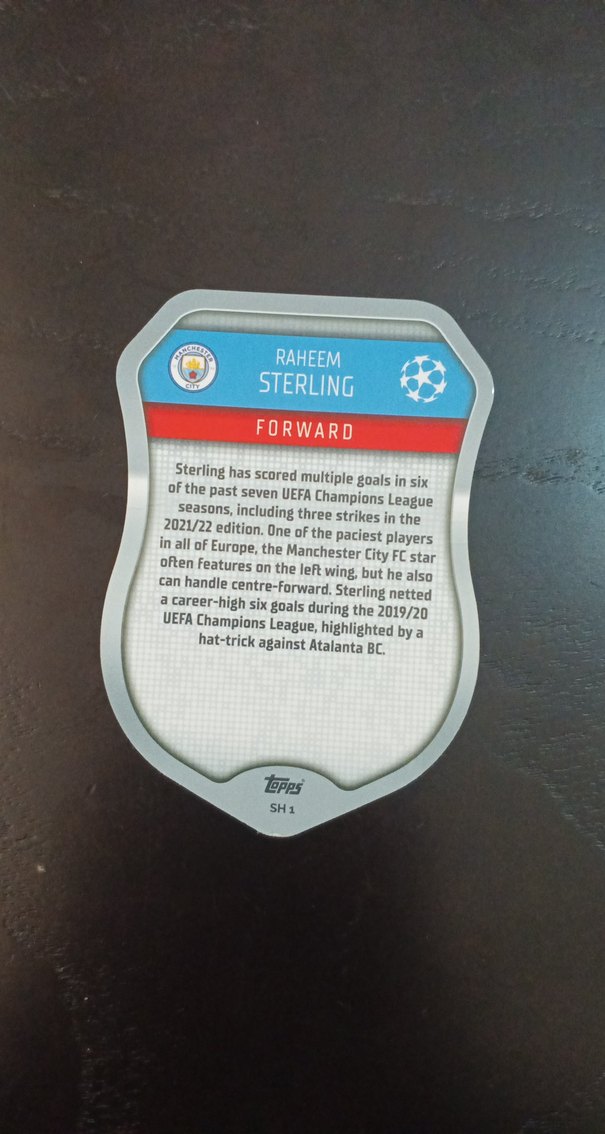 MANCHESTER
CITY
RAHEEM
STERLING
FORWARD
Sterling has scored multiple goals in six
of the past seven UEFA Champions League
seasons, including three strikes in the
2021/22 edition. One of the paciest players
in all of Europe, the Manchester City FC star
often features on the left wing, but he also
can handle centre-forward. Sterling netted
a career-high six goals during the 2019/20
UEFA Champions League, highlighted by a
hat-trick against Atalanta BC.
topps®
SH 1